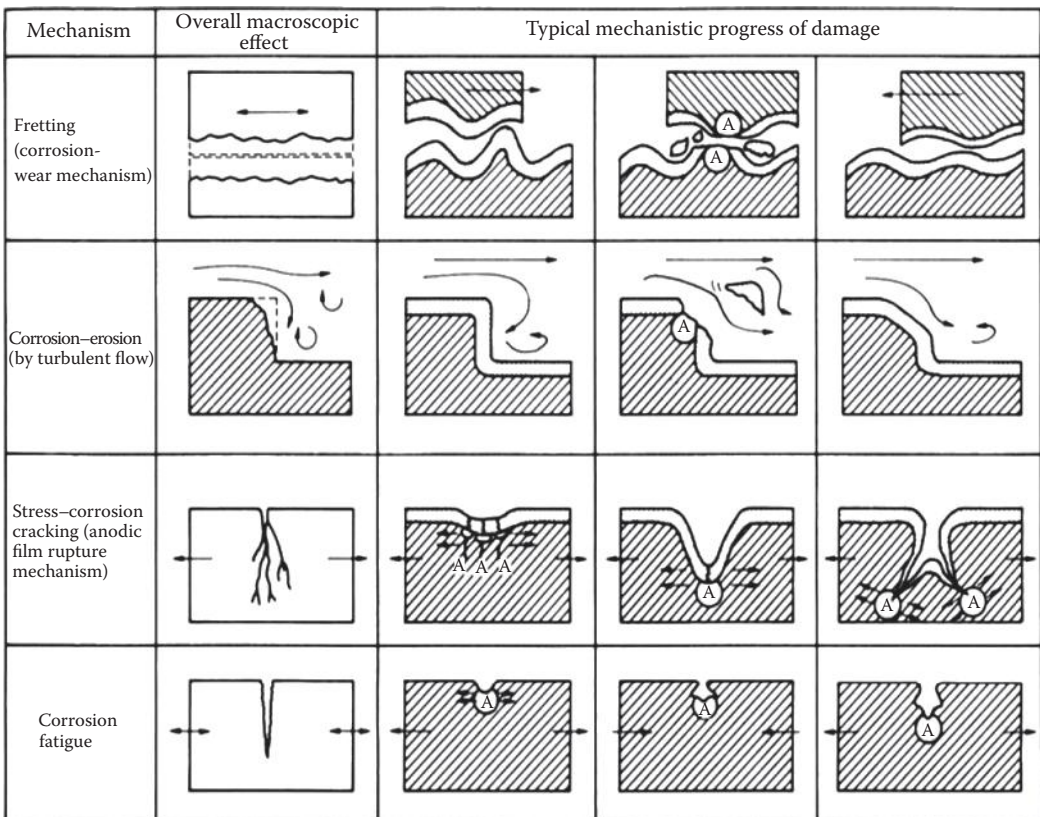 Mechanism
Overall macroscopic
effect
Typical mechanistic progress of damage
Fretting
(corrosion-
wear mechanism)
A
A
Corrosion–erosion
(by turbulent flow)
A
Stress–corrosion
cracking (anodic
film rupture
mechanism)
A A A
A
A
A
Corrosion
fatigue
A
A
A